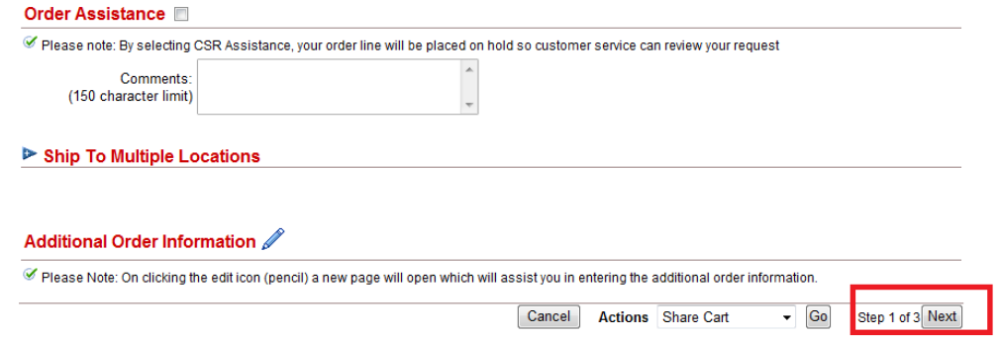 Order Assistance
Please note: By selecting CSR Assistance, your order line will be placed on hold so customer service can review your request
Comments:
(150 character limit)
Ship To Multiple Locations
Additional Order Information
Please Note: On clicking the edit icon (pencil) a new page will open which will assist you in entering the additional order information.
Cancel Actions Share Cart Go Step 1 of 3 Next